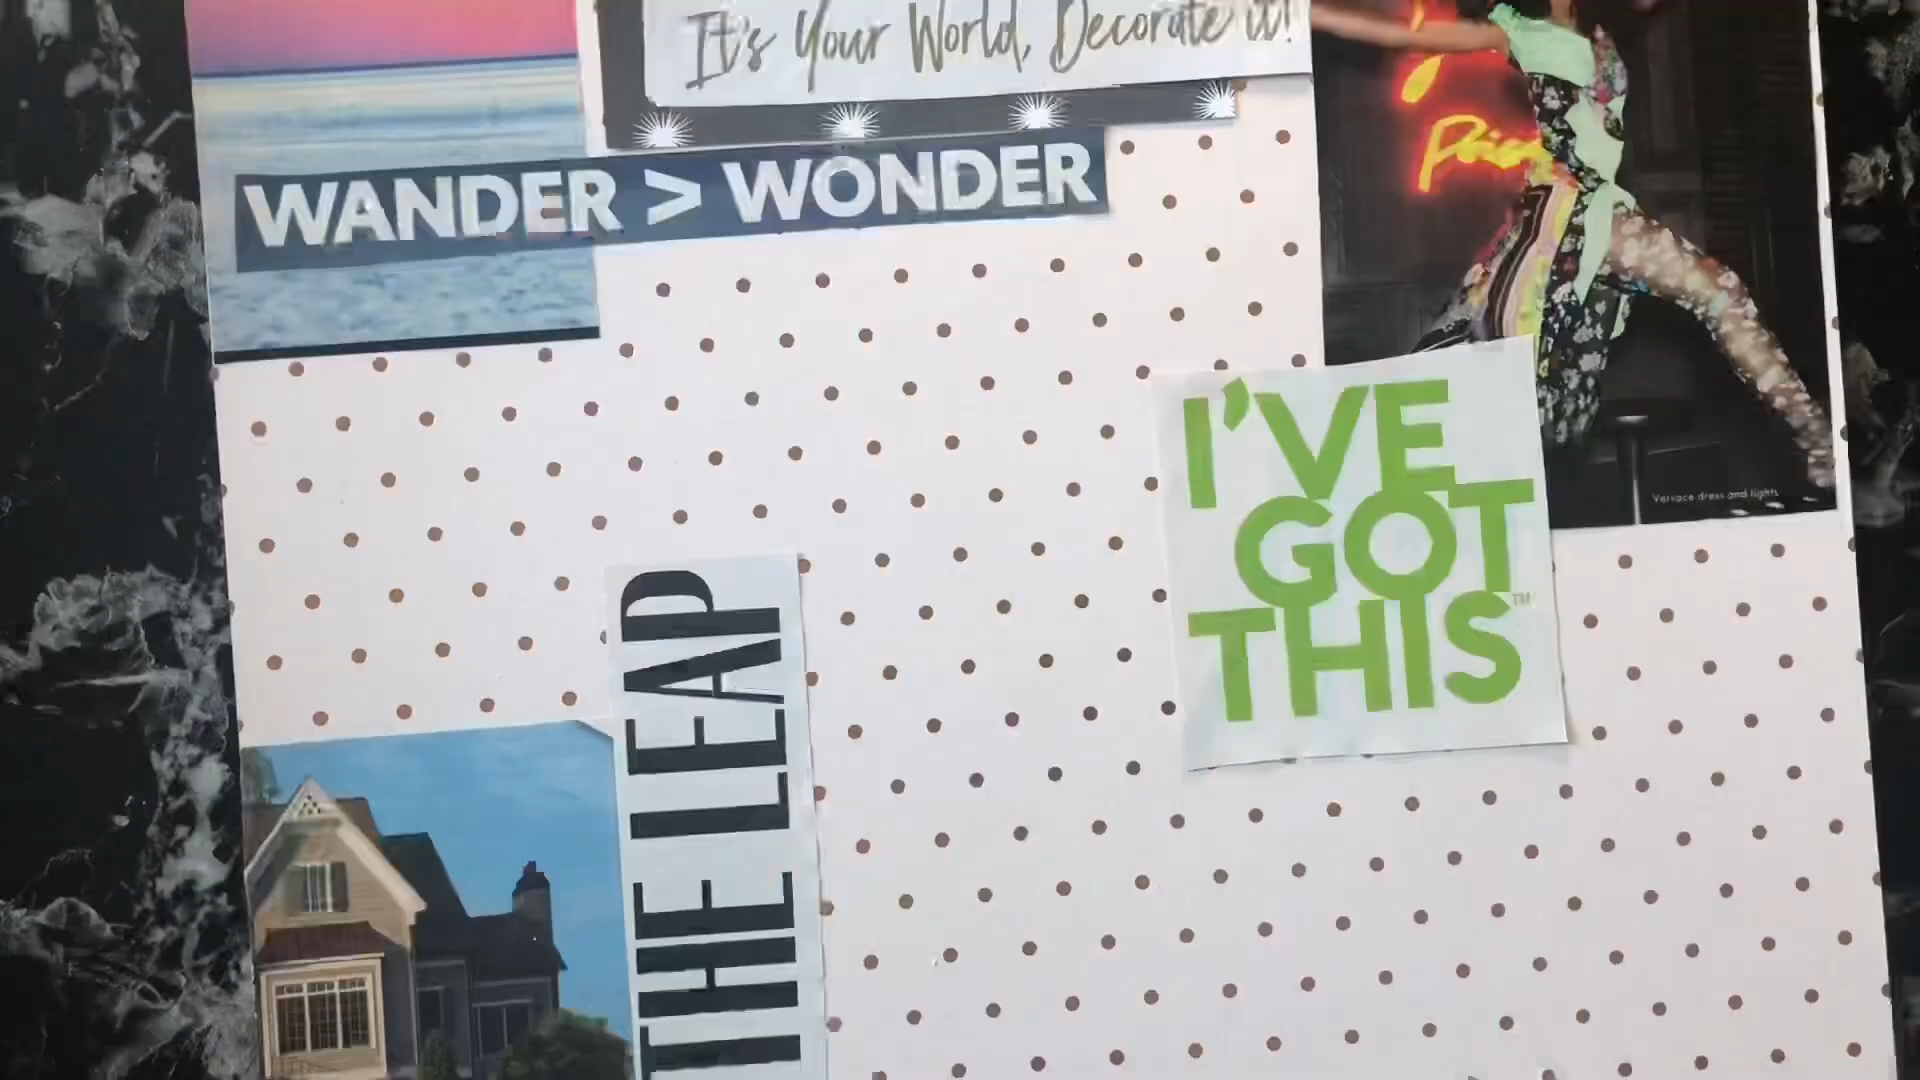 It's Your World, Decorate it!
WANDER > WONDER
I'VE
GOT
THIS™
Versace dress and lights
THE LEAP